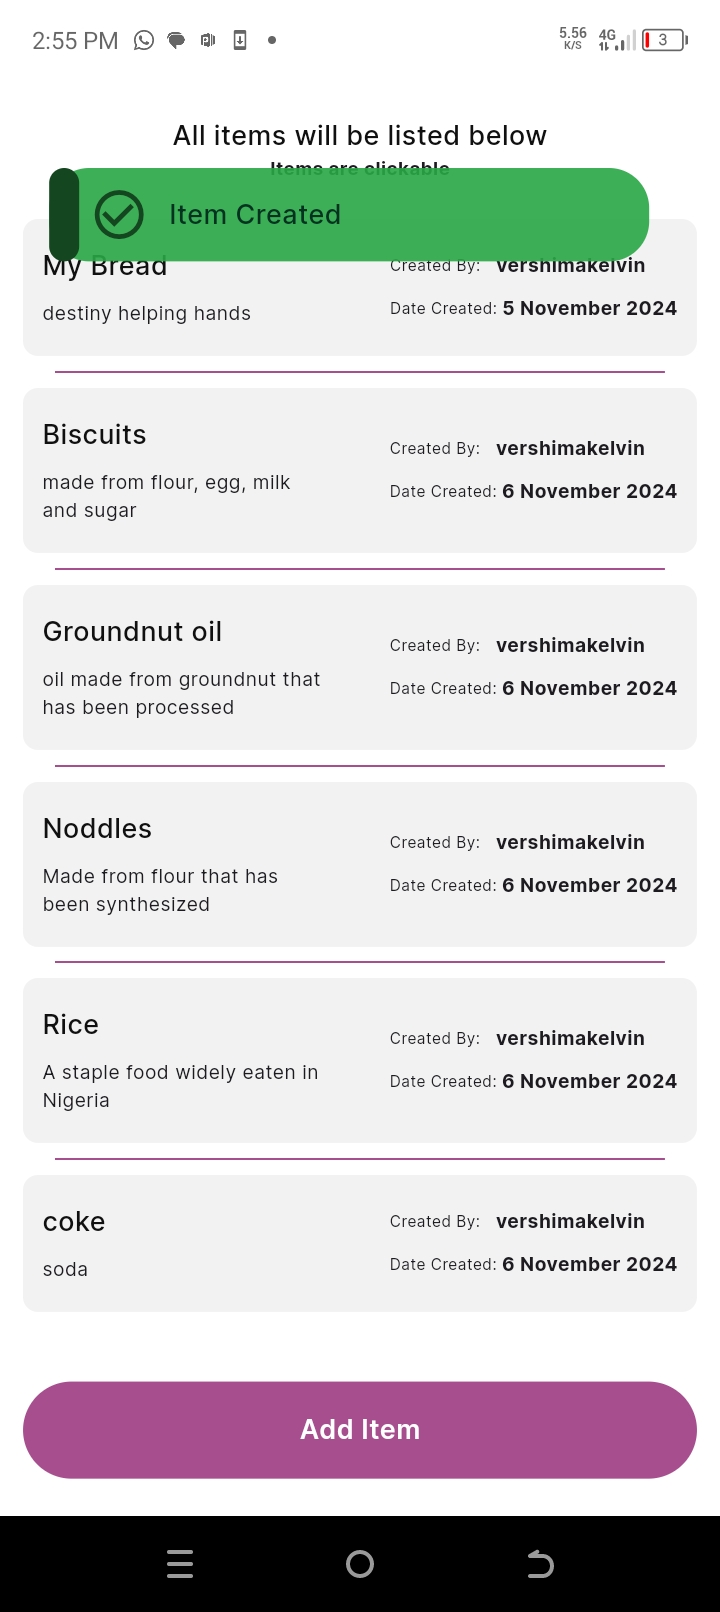 2:55 PM
5.56 K/S 4G 3
All items will be listed below
Items are clickable
Item Created
My Bread
destiny helping hands
Created By: vershimakelvin
Date Created: 5 November 2024
Biscuits
made from flour, egg, milk
and sugar
Created By: vershimakelvin
Date Created: 6 November 2024
Groundnut oil
oil made from groundnut that
has been processed
Created By: vershimakelvin
Date Created: 6 November 2024
Noddles
Made from flour that has
been synthesized
Created By: vershimakelvin
Date Created: 6 November 2024
Rice
A staple food widely eaten in
Nigeria
Created By: vershimakelvin
Date Created: 6 November 2024
coke
soda
Created By: vershimakelvin
Date Created: 6 November 2024
Add Item